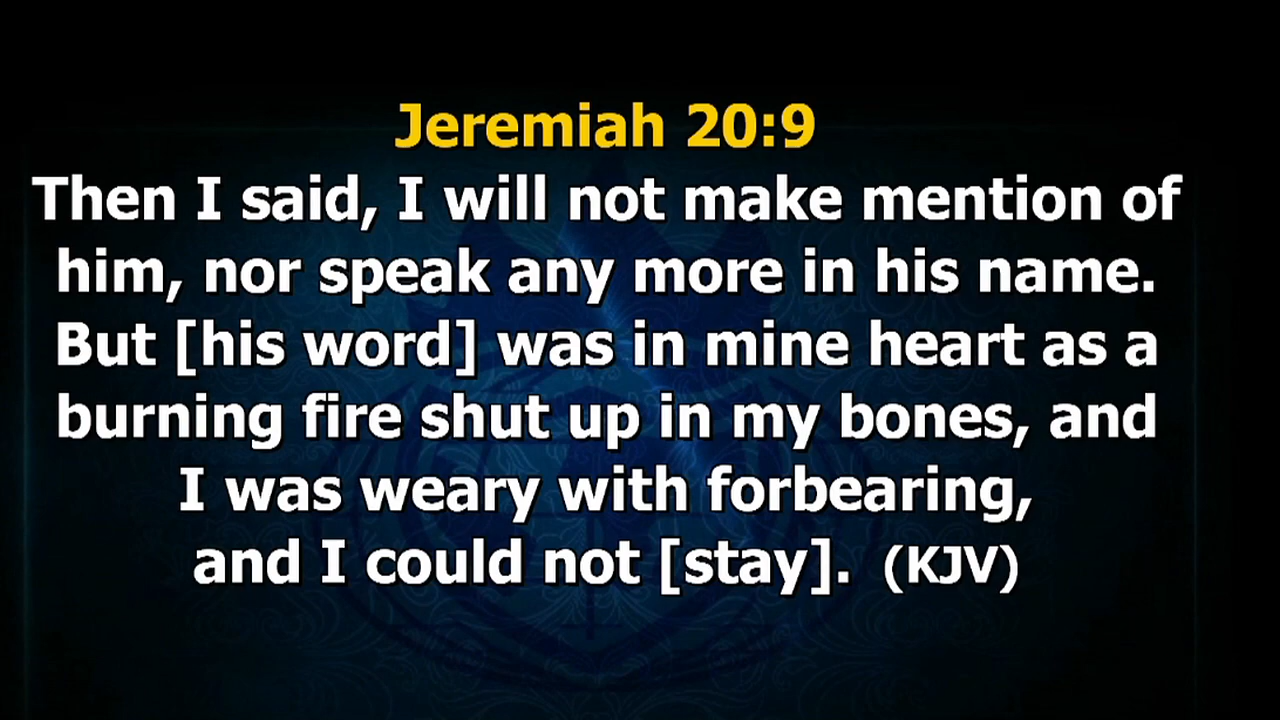 Jeremiah 20:9
Then I said, I will not make mention of
him, nor speak any more in his name.
But [his word] was in mine heart as a
burning fire shut up in my bones, and
I was weary with forbearing,
and I could not [stay]. (KJV)